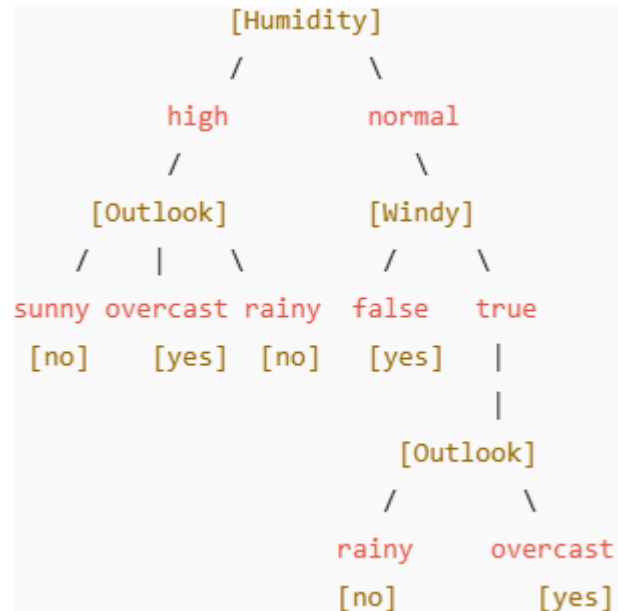 [Humidity]
/ \
high normal
/ \
[Outlook] [Windy]
/ | \ / \
sunny overcast rainy false true
[no] [yes] [no] [yes] |
|
[Outlook]
/ \
rainy overcast
[no] [yes]